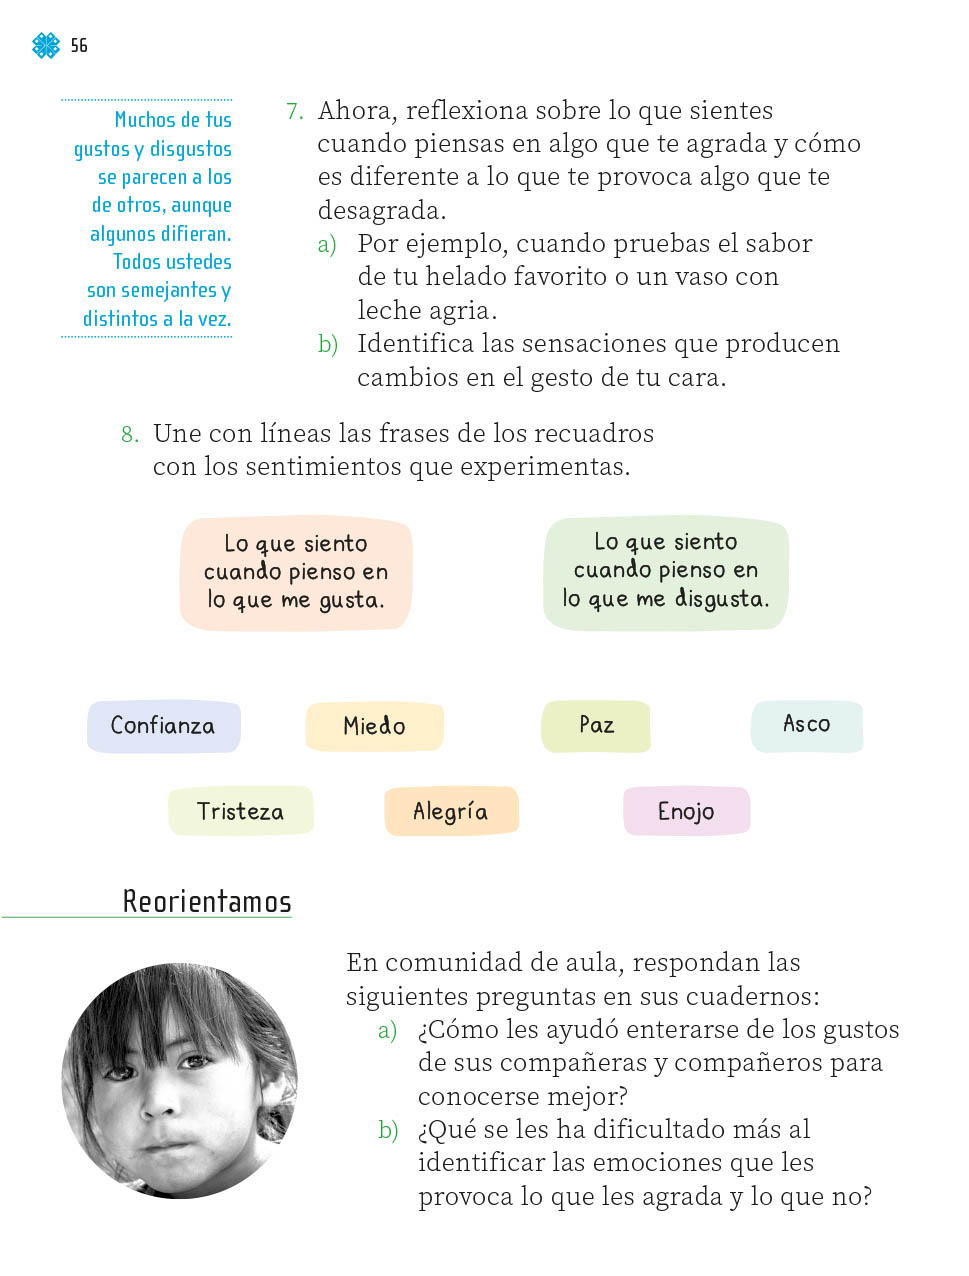 56
Muchos de tus
gustos y disgustos
se parecen a los
de otros, aunque
algunos difieran.
Todos ustedes
son semejantes y
distintos a la vez.
7. Ahora, reflexiona sobre lo que sientes
cuando piensas en algo que te agrada y cómo
es diferente a lo que te provoca algo que te
desagrada.
a) Por ejemplo, cuando pruebas el sabor
de tu helado favorito o un vaso con
leche agria.
b) Identifica las sensaciones que producen
cambios en el gesto de tu cara.
8. Une con líneas las frases de los recuadros
con los sentimientos que experimentas.
Lo que siento
cuando pienso en
lo que me gusta.
Lo que siento
cuando pienso en
lo que me disgusta.
Confianza
Miedo
Paz
Asco
Tristeza
Alegría
Enojo
Reorientamos
En comunidad de aula, respondan las
siguientes preguntas en sus cuadernos:
a) ¿Cómo les ayudó enterarse de los gustos
de sus compañeras y compañeros para
conocerse mejor?
b) ¿Qué se les ha dificultado más al
identificar las emociones que les
provoca lo que les agrada y lo que no?